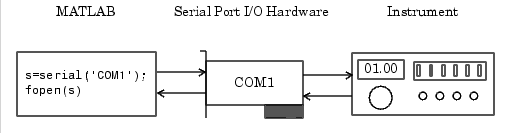 MATLAB
Serial Port I/O Hardware
Instrument
s=serial('COM1');
fopen(s)
COM1
01.00